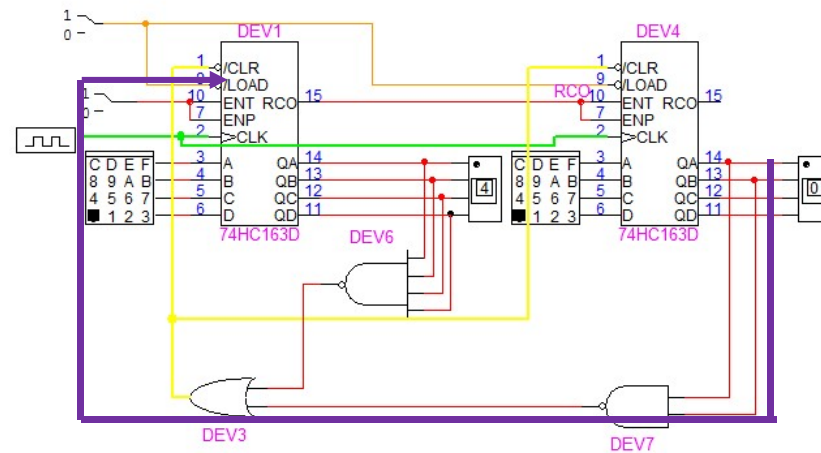 1
0
DEV1
DEV4
1
/CLR
9
/LOAD
10
ENT
RCO
15
7
ENP
2
CLK
3
A
QA
14
4
B
QB
13
5
C
QC
12
6
D
QD
11
74HC163D
1
0
C D E F
8 9 A B
4 5 6 7
1 2 3
4
RCO
1
/CLR
9
/LOAD
10
ENT
RCO
15
7
ENP
2
CLK
3
A
QA
14
4
B
QB
13
5
C
QC
12
6
D
QD
11
74HC163D
C D E F
8 9 A B
4 5 6 7
1 2 3
0
DEV6
DEV3
DEV7